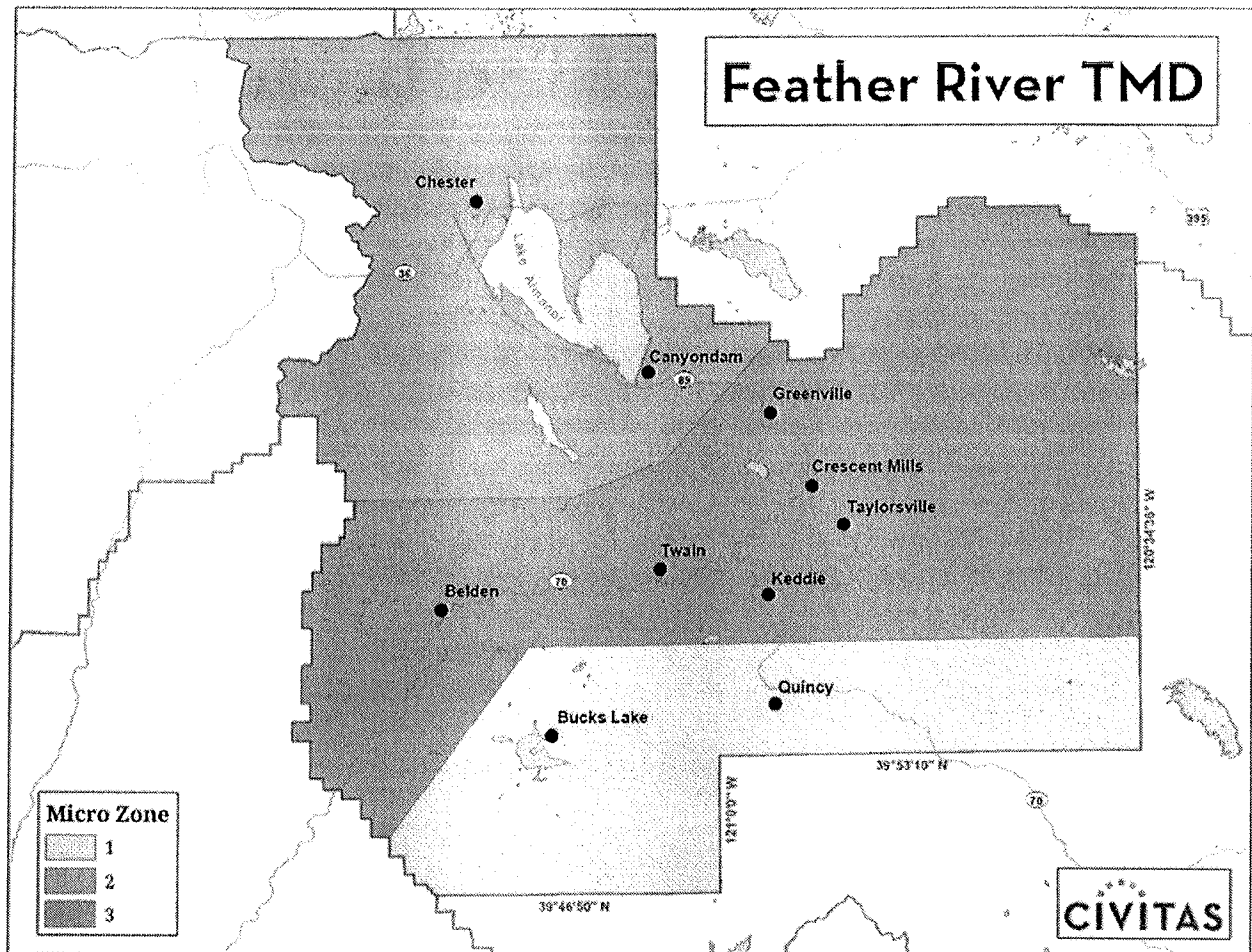 Feather River TMD
Chester
395
36
Lake Almanor
Canyondam
89
Greenville
Crescent Mills
Taylorsville
120°34'36" W
Twain
70
Keddie
Belden
Quincy
Bucks Lake
39°53'10" N
121°0'0" W
70
Micro Zone
1
2
3
39°46'50" N
CIVITAS